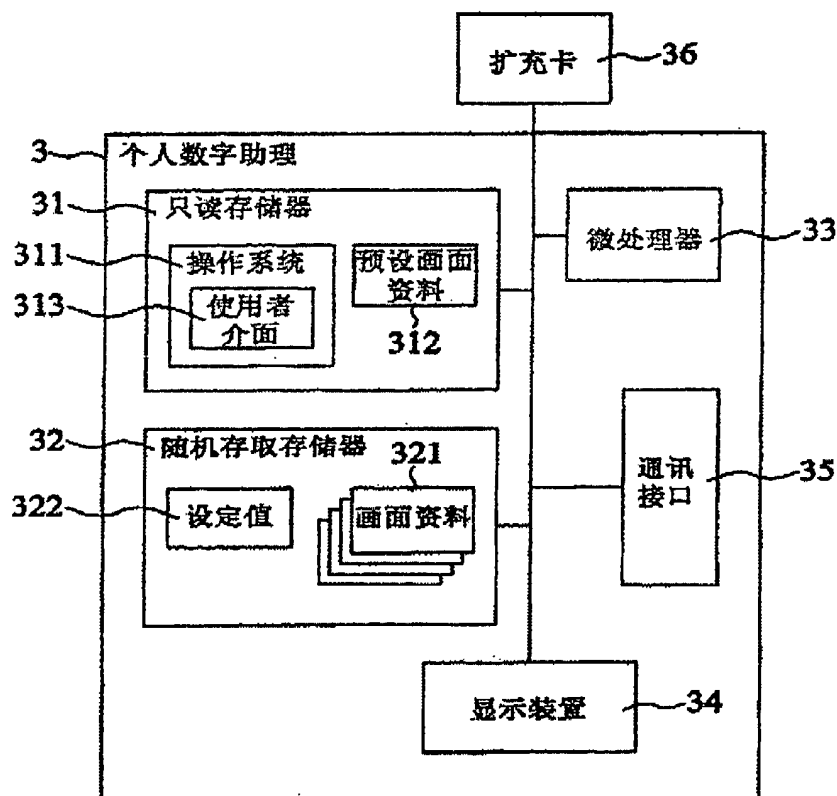 扩充卡
36
3
个人数字助理
31
只读存储器
311
操作系统
313
使用者
介面
预设画面
资料
312
微处理器
33
32
随机存取存储器
321
322
设定值
画面资料
通讯
接口
35
显示装置
34